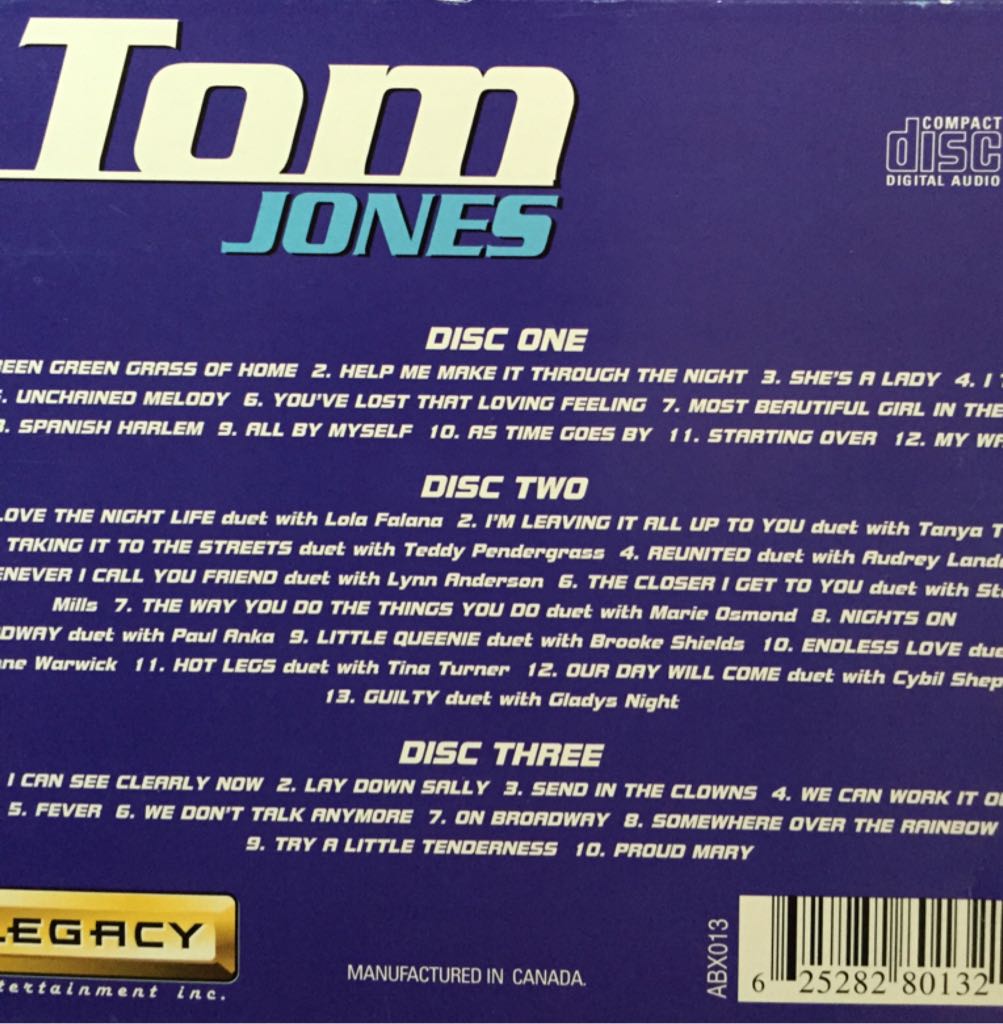 Tom
JONES
COMPACT
disc
DIGITAL AUDIO
DISC ONE
EEN GREEN GRASS OF HOME 2. HELP ME MAKE IT THROUGH THE NIGHT 3. SHE'S A LADY 4. I
. UNCHAINED MELODY 6. YOU'VE LOST THAT LOVING FEELING 7. MOST BEAUTIFUL GIRL IN THE
8. SPANISH HARLEM 9. ALL BY MYSELF 10. AS TIME GOES BY 11. STARTING OVER 12. MY
DISC TWO
LOVE THE NIGHT LIFE duet with Lola Falana 2. I'M LEAVING IT ALL UP TO YOU duet with Tanya
TAKING IT TO THE STREETS duet with Teddy Pendergrass 4. REUNITED duet with Audrey
ENEVER I CALL YOU FRIEND duet with Lynn Anderson 6. THE CLOSER I GET TO YOU duet with
Mills 7. THE WAY YOU DO THE THINGS YOU DO duet with Marie Osmond 8. NIGHTS ON
DWAY duet with Paul Anka 9. LITTLE QUEENIE duet with Brooke Shields 10. ENDLESS LOVE
ne Warwick 11. HOT LEGS duet with Tina Turner 12. OUR DAY WILL COME duet with Cybil Shep
13. GUILTY duet with Gladys Night
DISC THREE
I CAN SEE CLEARLY NOW 2. LAY DOWN SALLY 3. SEND IN THE CLOWNS 4. WE CAN WORK IT
5. FEVER 6. WE DON'T TALK ANYMORE 7. ON BROADWAY 8. SOMEWHERE OVER THE RAINBOW
9. TRY A LITTLE TENDERNESS 10. PROUD MARY
LEGACY
tertainment inc.
MANUFACTURED IN CANADA.
ABX013
6 25282 80132